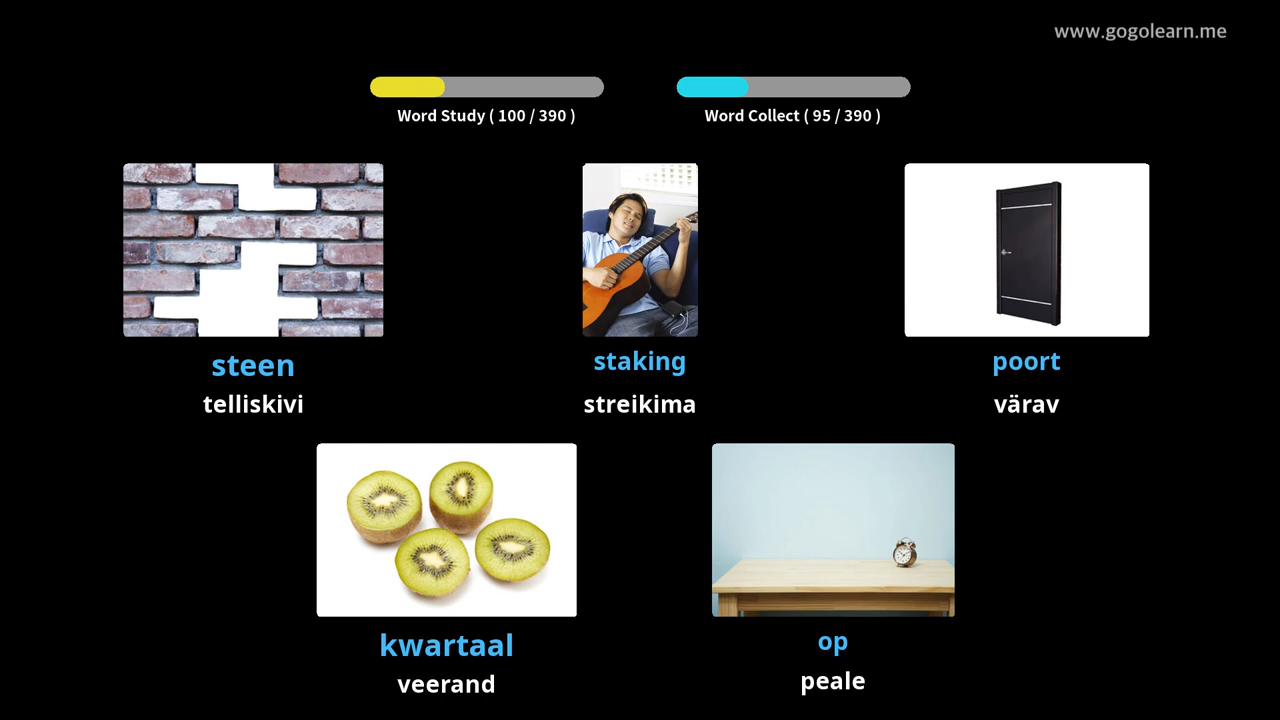 www.gogolearn.me
Word Study ( 100 / 390 )
Word Collect ( 95 / 390 )
steen
telliskivi
staking
streikima
poort
värav
kwartaal
veerand
op
peale